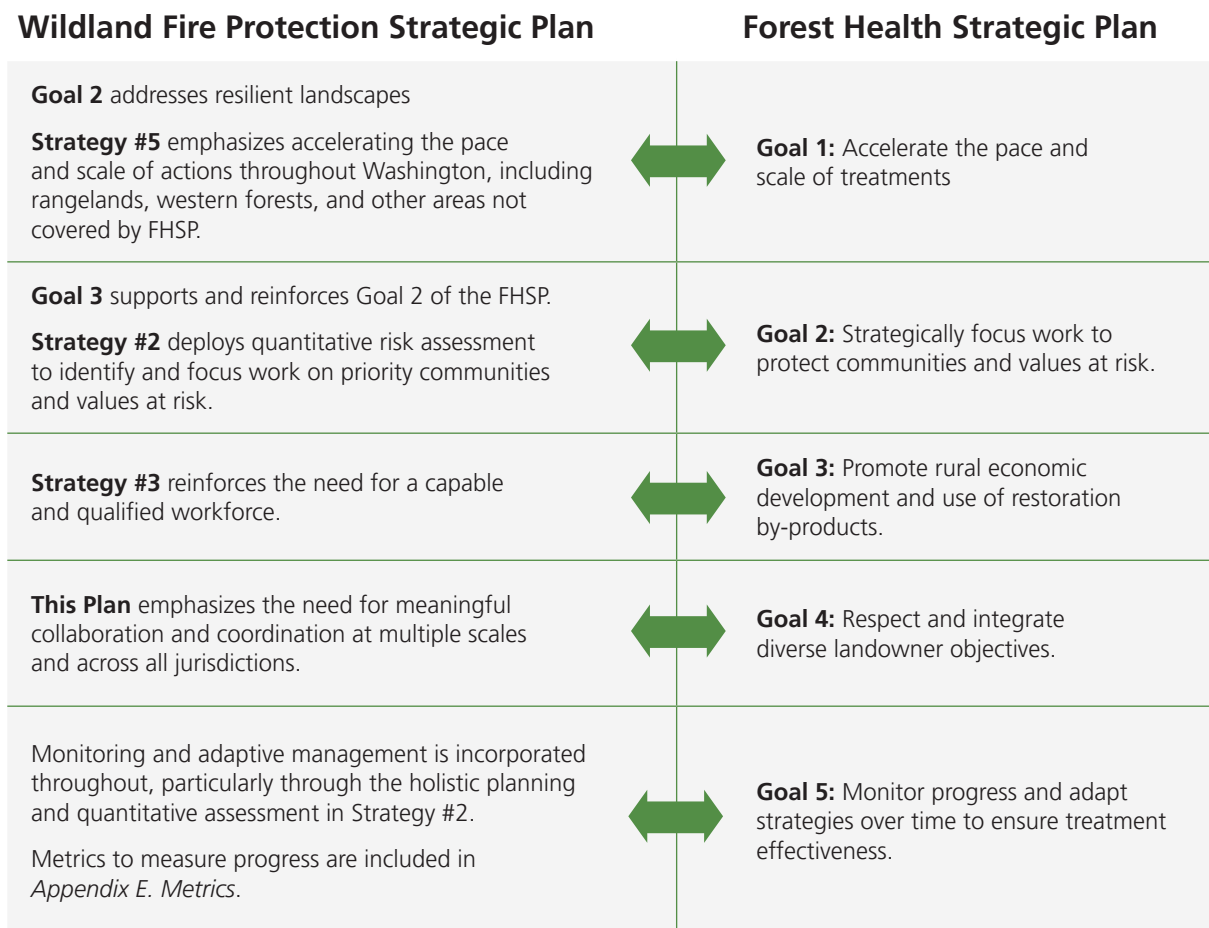 Wildland Fire Protection Strategic Plan
Forest Health Strategic Plan
Goal 2 addresses resilient landscapes
Strategy #5 emphasizes accelerating the pace
and scale of actions throughout Washington, including
rangelands, western forests, and other areas not
covered by FHSP.
Goal 1: Accelerate the pace and
scale of treatments
Goal 3 supports and reinforces Goal 2 of the FHSP.
Strategy #2 deploys quantitative risk assessment
to identify and focus work on priority communities
and values at risk.
Goal 2: Strategically focus work to
protect communities and values at risk.
Strategy #3 reinforces the need for a capable
and qualified workforce.
Goal 3: Promote rural economic
development and use of restoration
by-products.
This Plan emphasizes the need for meaningful
collaboration and coordination at multiple scales
and across all jurisdictions.
Goal 4: Respect and integrate
diverse landowner objectives.
Monitoring and adaptive management is incorporated
throughout, particularly through the holistic planning
and quantitative assessment in Strategy #2.
Metrics to measure progress are included in
Appendix E. Metrics.
Goal 5: Monitor progress and adapt
strategies over time to ensure treatment
effectiveness.